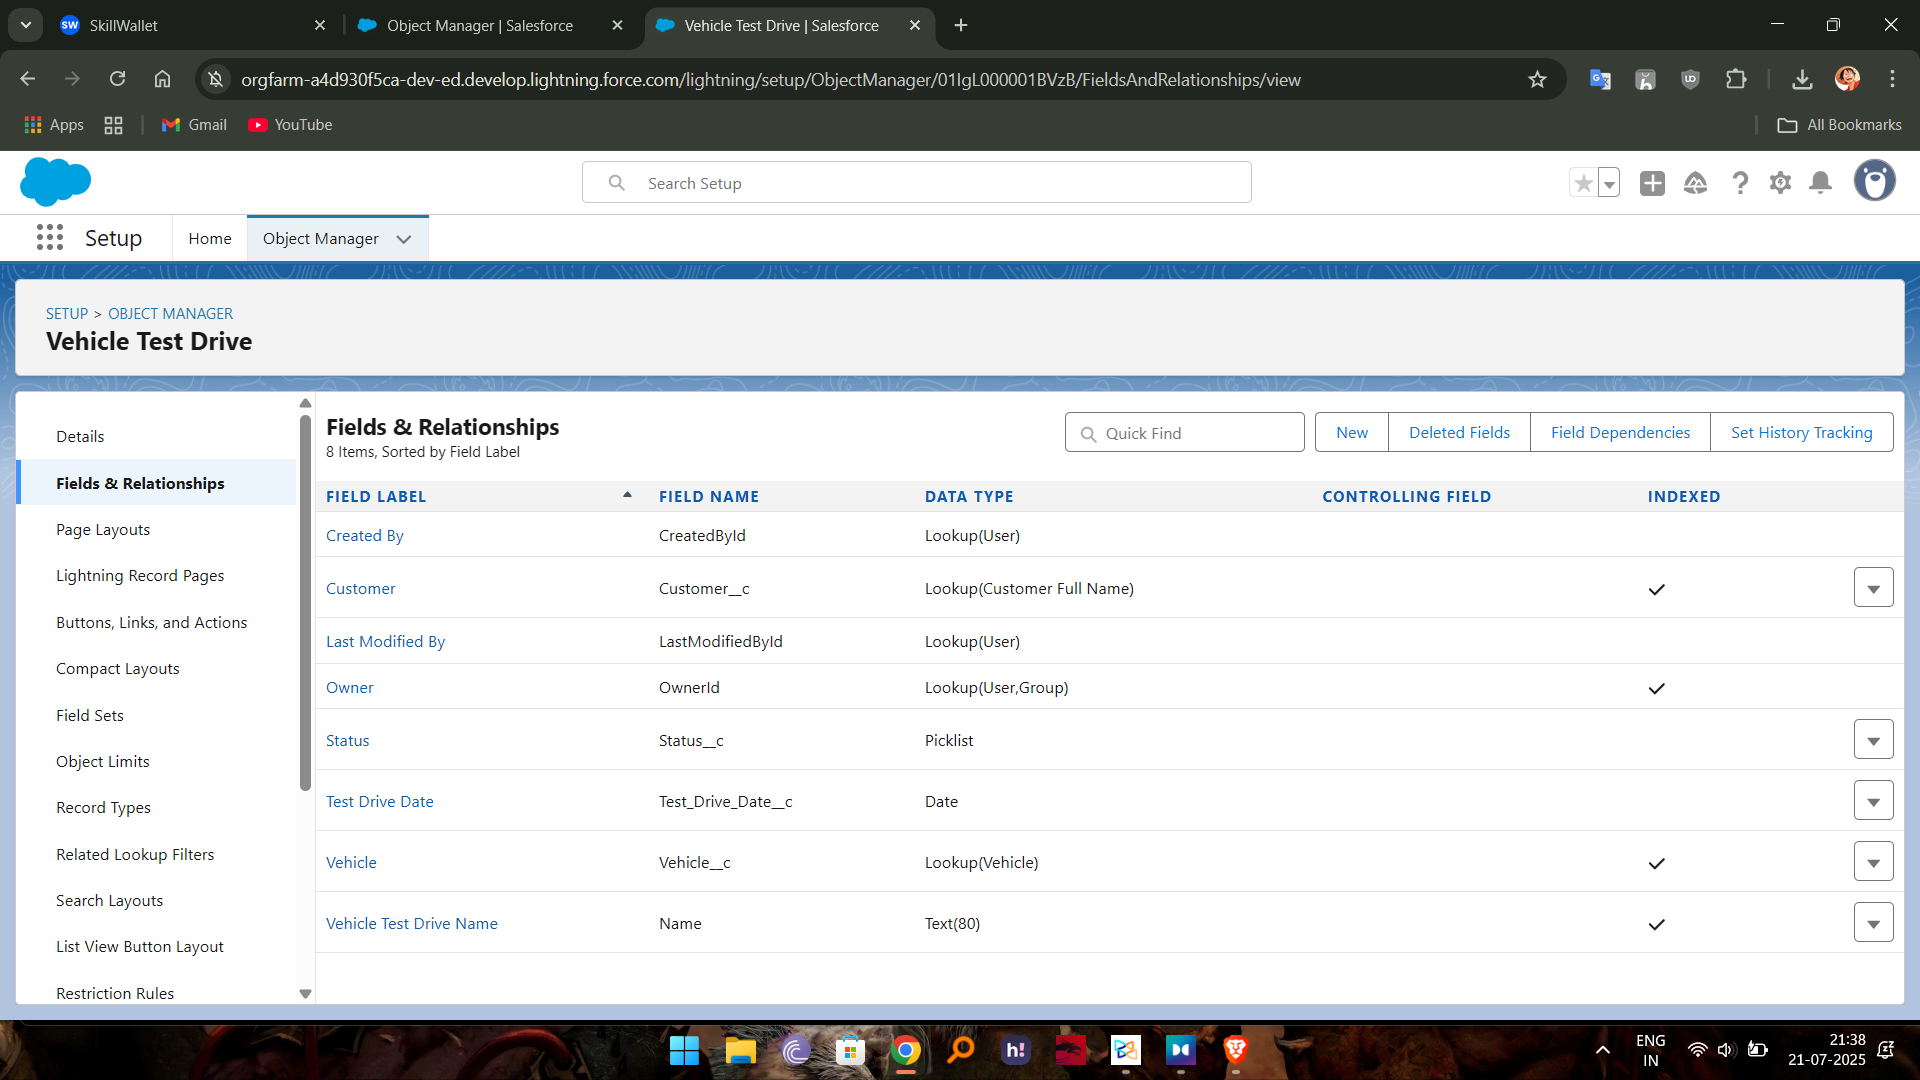 SW SkillWallet
Object Manager | Salesforce
Vehicle Test Drive | Salesforce
orgfarm-a4d930f5ca-dev-ed.develop.lightning.force.com/lightning/setup/ObjectManager/01IgL000001BVzB/FieldsAndRelationships/view
Apps
Gmail
YouTube
All Bookmarks
Search Setup
Setup
Home
Object Manager
SETUP > OBJECT MANAGER
Vehicle Test Drive
Details
Fields & Relationships
Page Layouts
Lightning Record Pages
Buttons, Links, and Actions
Compact Layouts
Field Sets
Object Limits
Record Types
Related Lookup Filters
Search Layouts
List View Button Layout
Restriction Rules
Fields & Relationships
8 Items, Sorted by Field Label
Quick Find
New
Deleted Fields
Field Dependencies
Set History Tracking
FIELD LABEL FIELD NAME DATA TYPE CONTROLLING FIELD INDEXED
Created By CreatedById Lookup(User)
Customer Customer__c Lookup(Customer Full Name)
Last Modified By LastModifiedById Lookup(User)
Owner OwnerId Lookup(User,Group)
Status Status__c Picklist
Test Drive Date Test_Drive_Date__c Date
Vehicle Vehicle__c Lookup(Vehicle)
Vehicle Test Drive Name Name Text(80)
h!
ENG
IN
21:38
21-07-2025